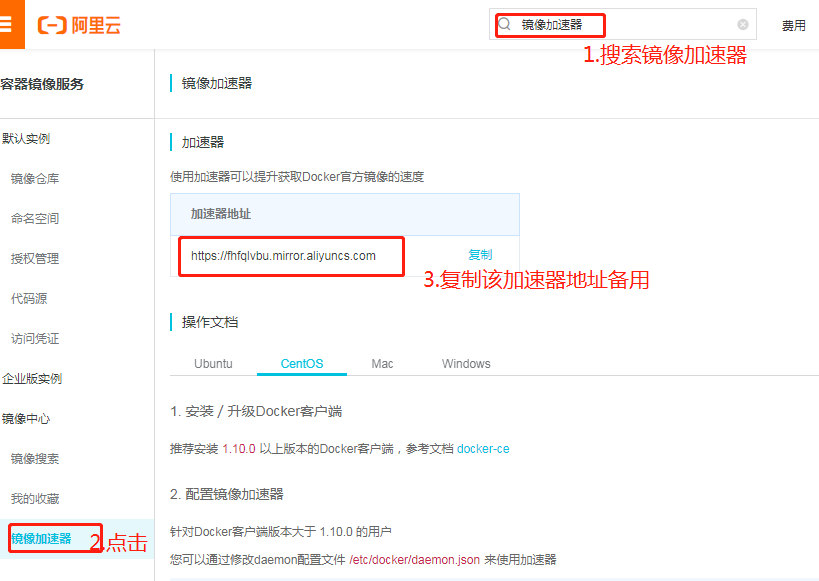 阿里云
镜像加速器
费用
1.搜索镜像加速器
容器镜像服务
镜像加速器
默认实例
加速器
镜像仓库
使用加速器可以提升获取Docker官方镜像的速度
命名空间
加速器地址
授权管理
https://fhfqlvbu.mirror.aliyuncs.com
复制
3.复制该加速器地址备用
代码源
操作文档
访问凭证
Ubuntu CentOS Mac Windows
企业版实例
镜像中心
1. 安装 / 升级Docker客户端
推荐安装 1.10.0 以上版本的Docker客户端，参考文档 docker-ce
镜像搜索
我的收藏
2. 配置镜像加速器
镜像加速器
2.点击
针对Docker客户端版本大于 1.10.0 的用户
您可以通过修改daemon配置文件 /etc/docker/daemon.json 来使用加速器